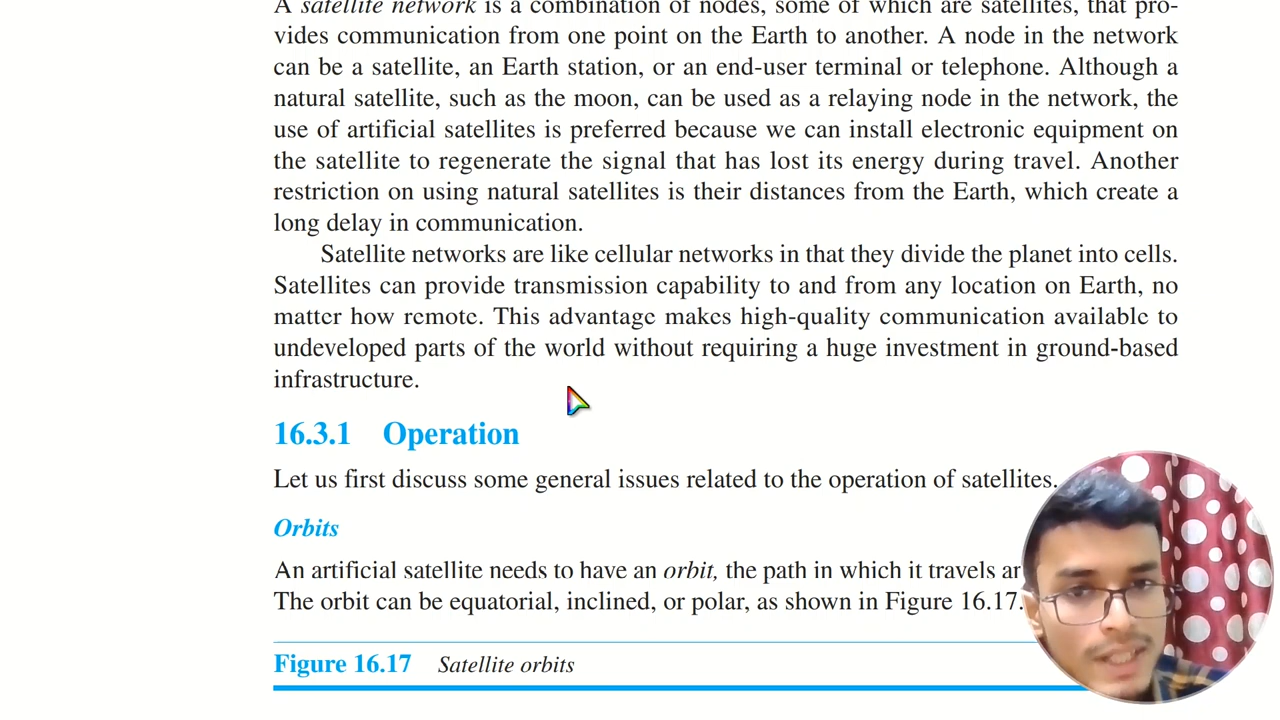 A satellite network is a combination of nodes, some of which are satellites, that pro-
vides communication from one point on the Earth to another. A node in the network
can be a satellite, an Earth station, or an end-user terminal or telephone. Although a
natural satellite, such as the moon, can be used as a relaying node in the network, the
use of artificial satellites is preferred because we can install electronic equipment on
the satellite to regenerate the signal that has lost its energy during travel. Another
restriction on using natural satellites is their distances from the Earth, which create a
long delay in communication.
Satellite networks are like cellular networks in that they divide the planet into cells.
Satellites can provide transmission capability to and from any location on Earth, no
matter how remote. This advantage makes high-quality communication available to
undeveloped parts of the world without requiring a huge investment in ground-based
infrastructure.
16.3.1 Operation
Let us first discuss some general issues related to the operation of satellites.
Orbits
An artificial satellite needs to have an orbit, the path in which it travels
The orbit can be equatorial, inclined, or polar, as shown in Figure 16.17.
Figure 16.17 Satellite orbits